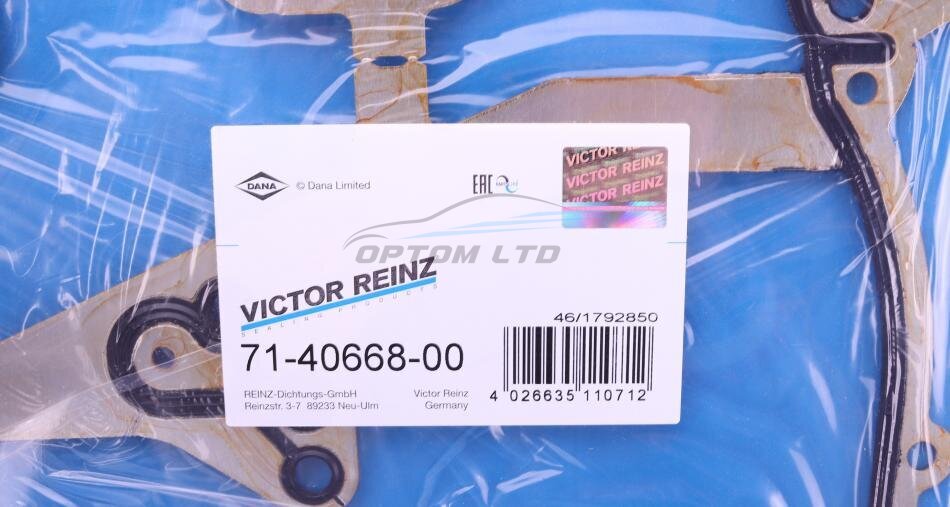 DANA
© Dana Limited
EAC
VICTOR REINZ
VICTOR REINZ
VICTOR REINZ
OPTOM LTD
VICTOR REINZ
SEALING PRODUCTS
46/1792850
71-40668-00
REINZ-Dichtungs-GmbH
Reinzstr. 3-7 89233 Neu-Ulm
Victor Reinz
Germany
4 026635 110712